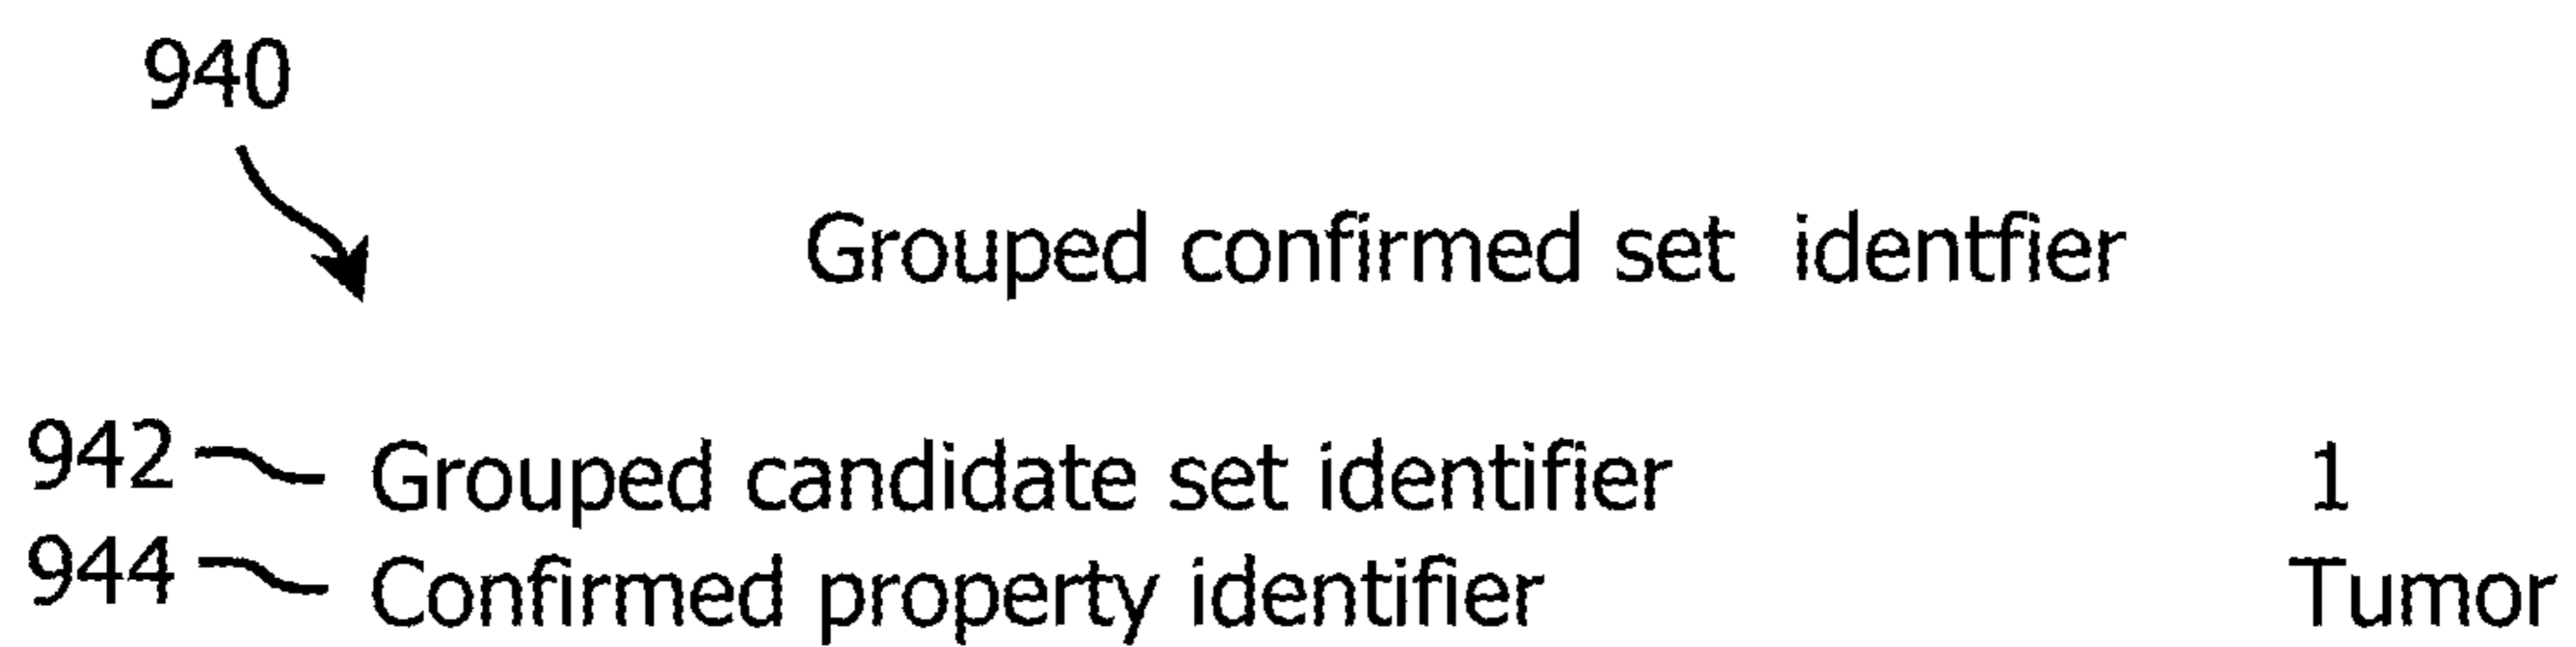 940
Grouped confirmed set identfier
942 Grouped candidate set identifier 1
944 Confirmed property identifier Tumor